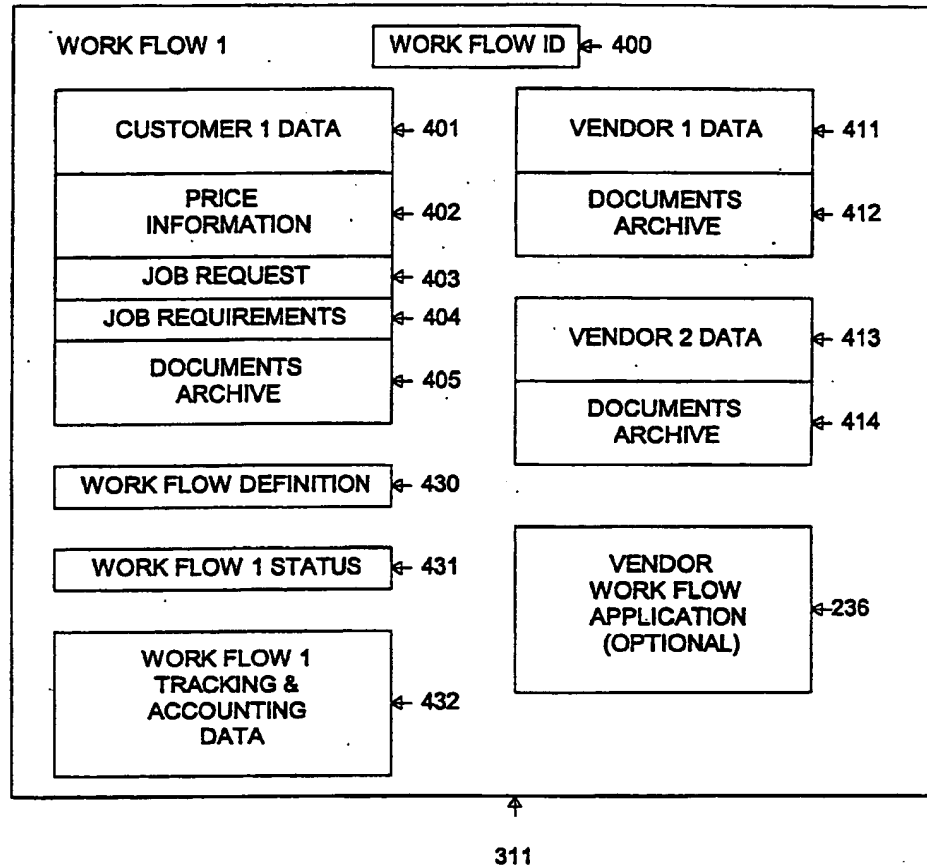 WORK FLOW 1
WORK FLOW ID
400
CUSTOMER 1 DATA
401
PRICE
INFORMATION
402
JOB REQUEST
403
JOB REQUIREMENTS
404
DOCUMENTS
ARCHIVE
405
VENDOR 1 DATA
411
DOCUMENTS
ARCHIVE
412
VENDOR 2 DATA
413
DOCUMENTS
ARCHIVE
414
WORK FLOW DEFINITION
430
WORK FLOW 1 STATUS
431
WORK FLOW 1
TRACKING &
ACCOUNTING
DATA
432
VENDOR
WORK FLOW
APPLICATION
(OPTIONAL)
236
311